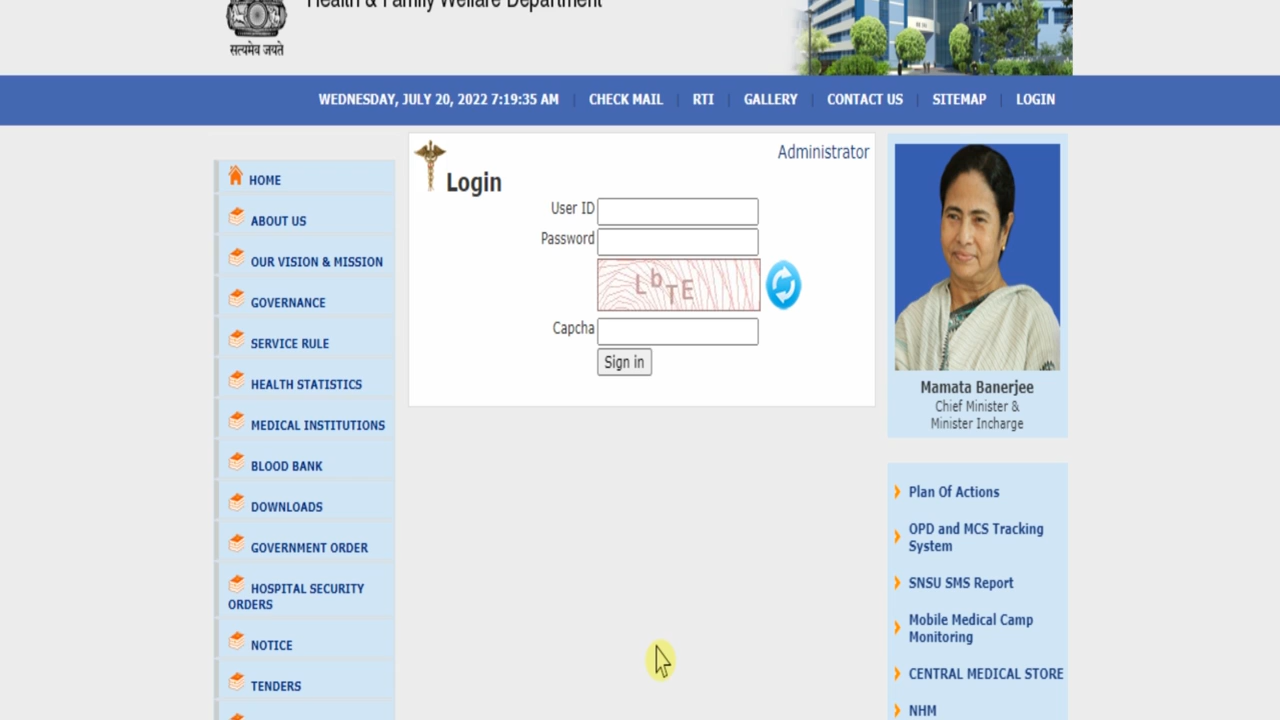 Health & Family Welfare Department
सत्यमेव जयते
WEDNESDAY, JULY 20, 2022 7:19:35 AM
CHECK MAIL
RTI
GALLERY
CONTACT US
SITEMAP
LOGIN
HOME
ABOUT US
OUR VISION & MISSION
GOVERNANCE
SERVICE RULE
HEALTH STATISTICS
MEDICAL INSTITUTIONS
BLOOD BANK
DOWNLOADS
GOVERNMENT ORDER
HOSPITAL SECURITY
ORDERS
NOTICE
TENDERS
Administrator
Login
User ID
Password
LbTE
Capcha
Sign in
Mamata Banerjee
Chief Minister &
Minister Incharge
Plan Of Actions
OPD and MCS Tracking
System
SNSU SMS Report
Mobile Medical Camp
Monitoring
CENTRAL MEDICAL STORE
NHM